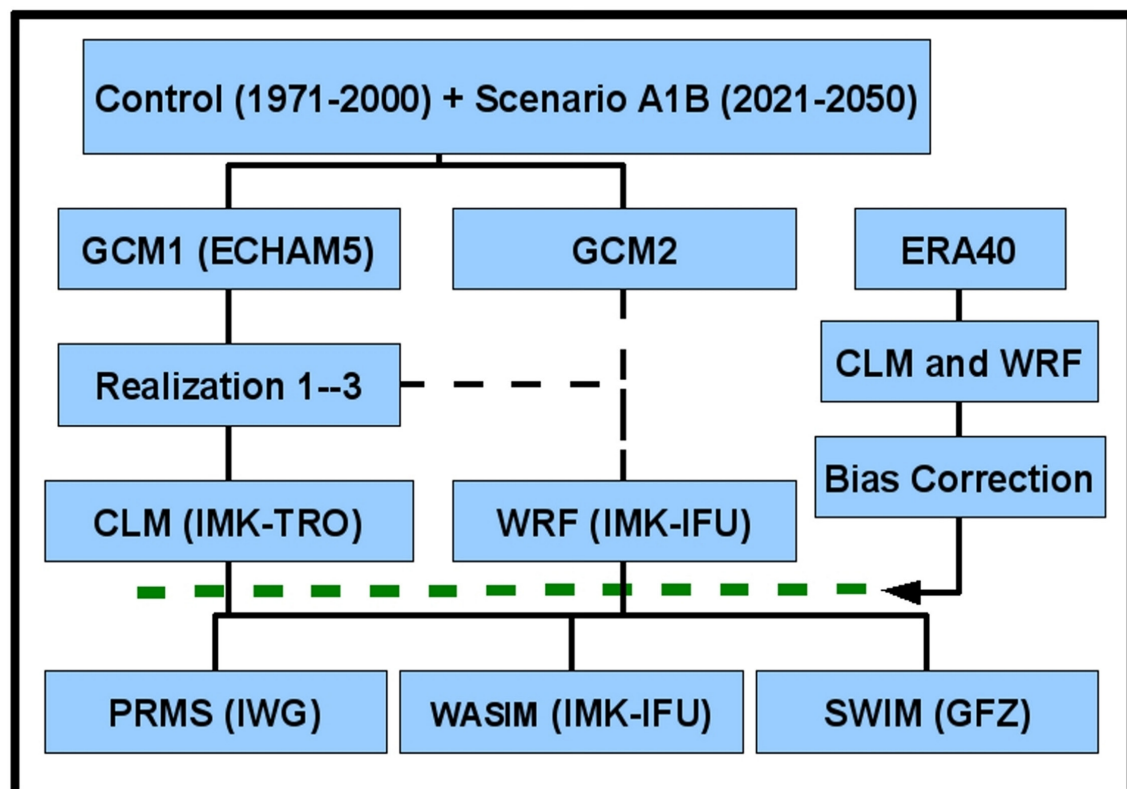 Control (1971-2000) + Scenario A1B (2021-2050)
GCM1 (ECHAM5)
GCM2
ERA40
Realization 1--3
CLM and WRF
Bias Correction
CLM (IMK-TRO)
WRF (IMK-IFU)
PRMS (IWG)
WASIM (IMK-IFU)
SWIM (GFZ)